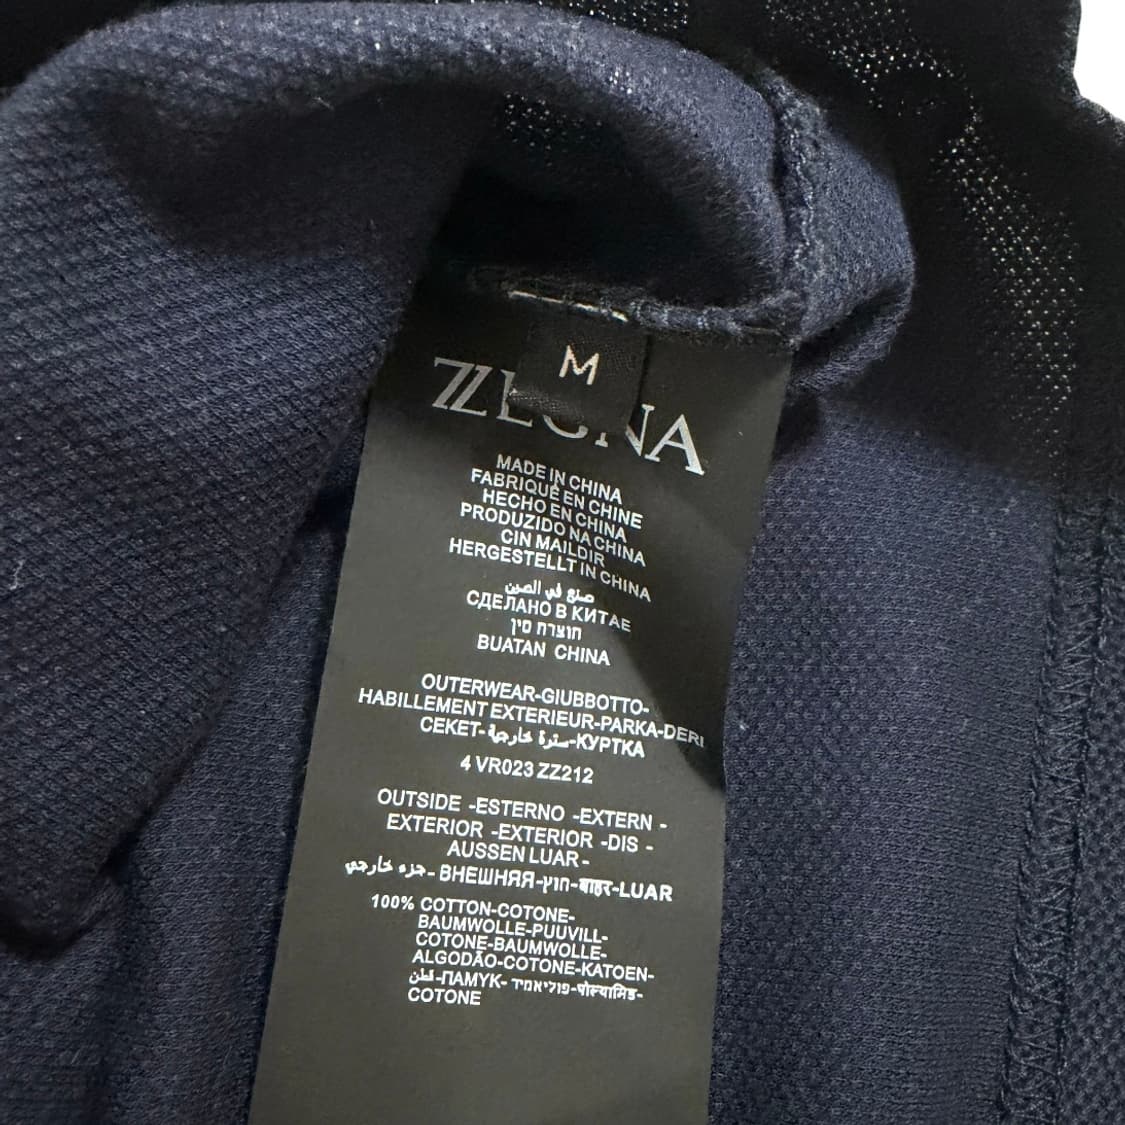 M
ZEGNA
MADE IN CHINA
FABRIQUÉ EN CHINE
HECHO EN CHINA
PRODUZIDO NA CHINA
CIN MAILDIR
HERGESTELLT IN CHINA
صنع في الصين
СДЕЛАНО В КИТАЕ
תוצרת סין
BUATAN CHINA
OUTERWEAR-GIUBBOTTO-
HABILLEMENT EXTERIEUR-PARKA-DERI
CEKET-سترة خارجية-КУРТКА
4 VR023 ZZ212
OUTSIDE -ESTERNO -EXTERN -
EXTERIOR -EXTERIOR -DIS -
AUSSEN LUAR-
جزء خارجي- ВНЕШНЯЯ-חוץ-बाहर-LUAR
100% COTTON-COTONE-
BAUMWOLLE-PUUVILL-
COTONE-BAUMWOLLE-
ALGODÃO-COTONE-KATOEN-
قطن-ПАМУК-פוליאמיד-पोल्यामिड-
COTONE